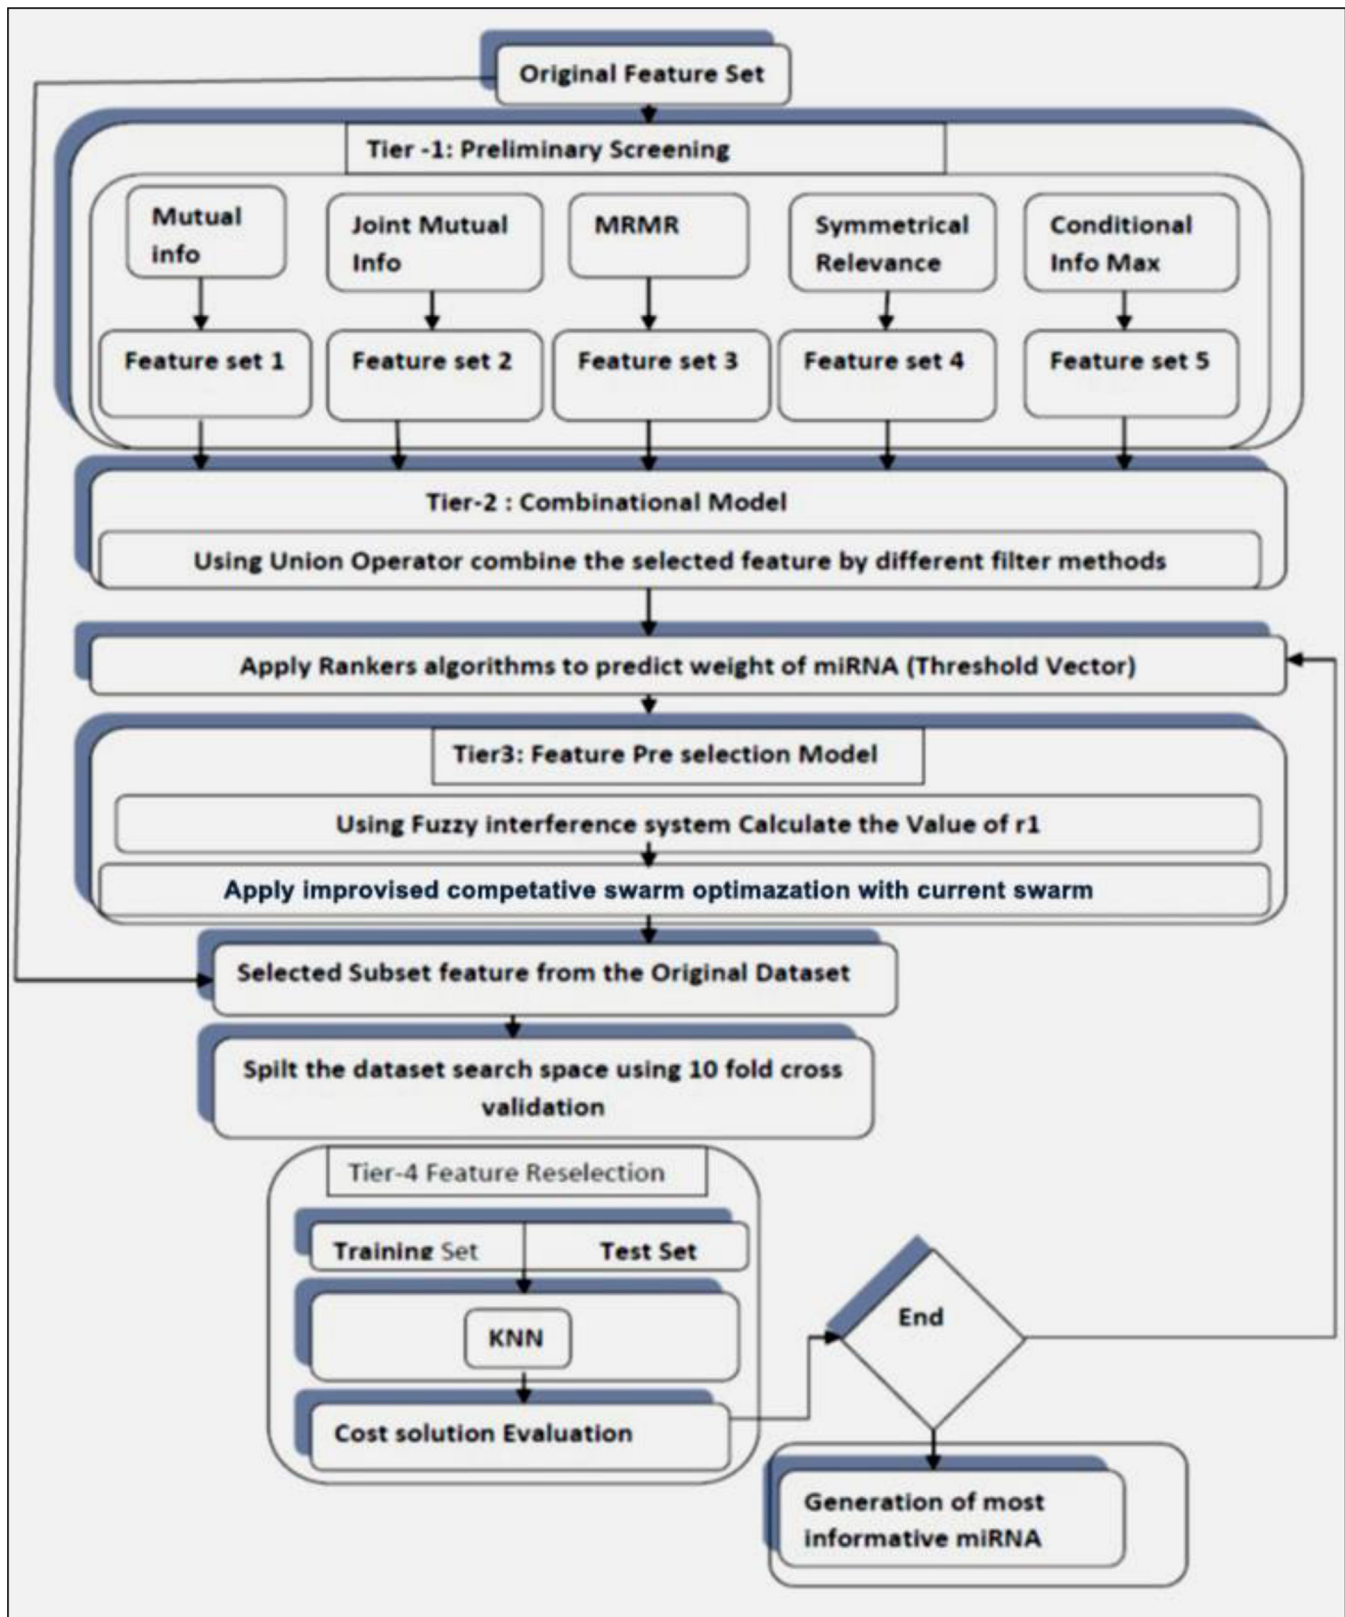 Original Feature Set
Tier -1: Preliminary Screening
Mutual
info
Joint Mutual
Info
MRMR
Symmetrical
Relevance
Conditional
Info Max
Feature set 1
Feature set 2
Feature set 3
Feature set 4
Feature set 5
Tier-2 : Combinational Model
Using Union Operator combine the selected feature by different filter methods
Apply Rankers algorithms to predict weight of miRNA (Threshold Vector)
Tier3: Feature Pre selection Model
Using Fuzzy interference system Calculate the Value of r1
Apply improvised competative swarm optimazation with current swarm
Selected Subset feature from the Original Dataset
Spilt the dataset search space using 10 fold cross
validation
Tier-4 Feature Reselection
Training Set
Test Set
KNN
Cost solution Evaluation
End
Generation of most
informative miRNA